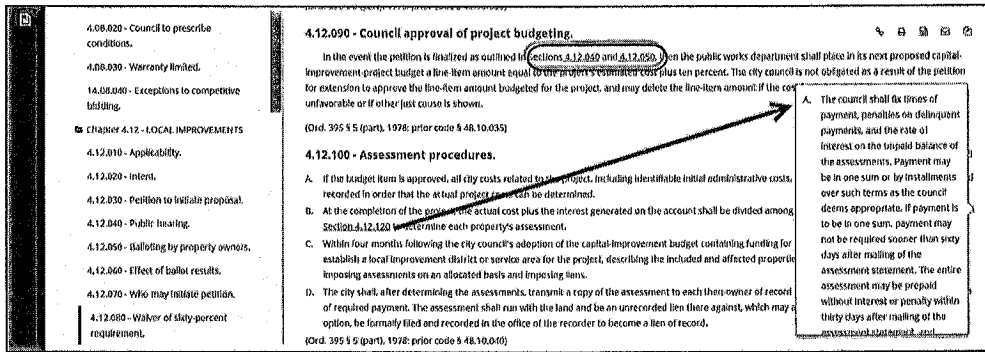 4.08.020 - Council to prescribe
conditions.
4.08.030 - Warranty limited.
14.08.040 - Exceptions to competitive
bidding.
Chapter 4.12 - LOCAL IMPROVEMENTS
4.12.010 - Applicability.
4.12.020 - Intent.
4.12.030 - Petition to initiate proposal.
4.12.040 - Public hearing.
4.12.050 - Balloting by property owners.
4.12.060 - Effect of ballot results.
4.12.070 - Who may initiate petition.
4.12.080 - Waiver of sixty-percent
requirement.
4.12.090 - Council approval of project budgeting.
In the event the petition is finalized as outlined in Sections 4.12.040 and 4.12.050, then the public works department shall place in its next proposed capital-
improvement-project budget a line-item amount equal to the project's estimated cost plus ten percent. The city council is not obligated as a result of the petition
for extension to approve the line-item amount budgeted for the project, and may delete the line-item amount if the cos
unfavorable or if other just cause is shown.
(Ord. 395 § 5 (part), 1978: prior code § 48.10.035)
4.12.100 - Assessment procedures.
A. If the budget item is approved, all city costs related to the project, including identifiable initial administrative costs,
recorded in order that the actual project costs can be determined.
B. At the completion of the project, the actual cost plus the interest generated on the account shall be divided among
Section 4.12.120 to determine each property's assessment.
C. Within four months following the city council's adoption of the capital-improvement budget containing funding for
establish a local improvement district or service area for the project, describing the included and affected propertie
imposing assessments on an allocated basis and imposing liens.
D. The city shall, after determining the assessments, transmit a copy of the assessment to each then-owner of record
of required payment. The assessment shall run with the land and be an unrecorded lien there against, which may a
option, be formally filed and recorded in the office of the recorder to become a lien of record.
(Ord. 395 § 5 (part), 1978: prior code § 48.10.040)
A. The council shall fix times of
payment, penalties on delinquent
payments, and the rate of
interest on the unpaid balance of
the assessments. Payment may
be in one sum or by installments
over such terms as the council
deems appropriate. If payment is
to be in one sum, payment may
not be required sooner than sixty
days after mailing of the
assessment statement. The entire
assessment may be prepaid
without interest or penalty within
thirty days after mailing of the
assessment statement, and